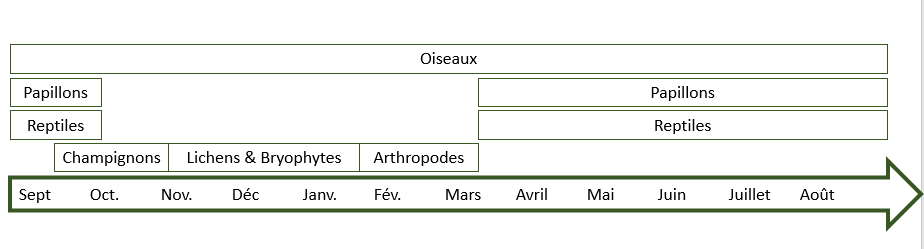 Oiseaux
Papillons Papillons
Reptiles Reptiles
Champignons Lichens & Bryophytes Arthropodes
Sept Oct. Nov. Déc Janv. Fév. Mars Avril Mai Juin Juillet Août